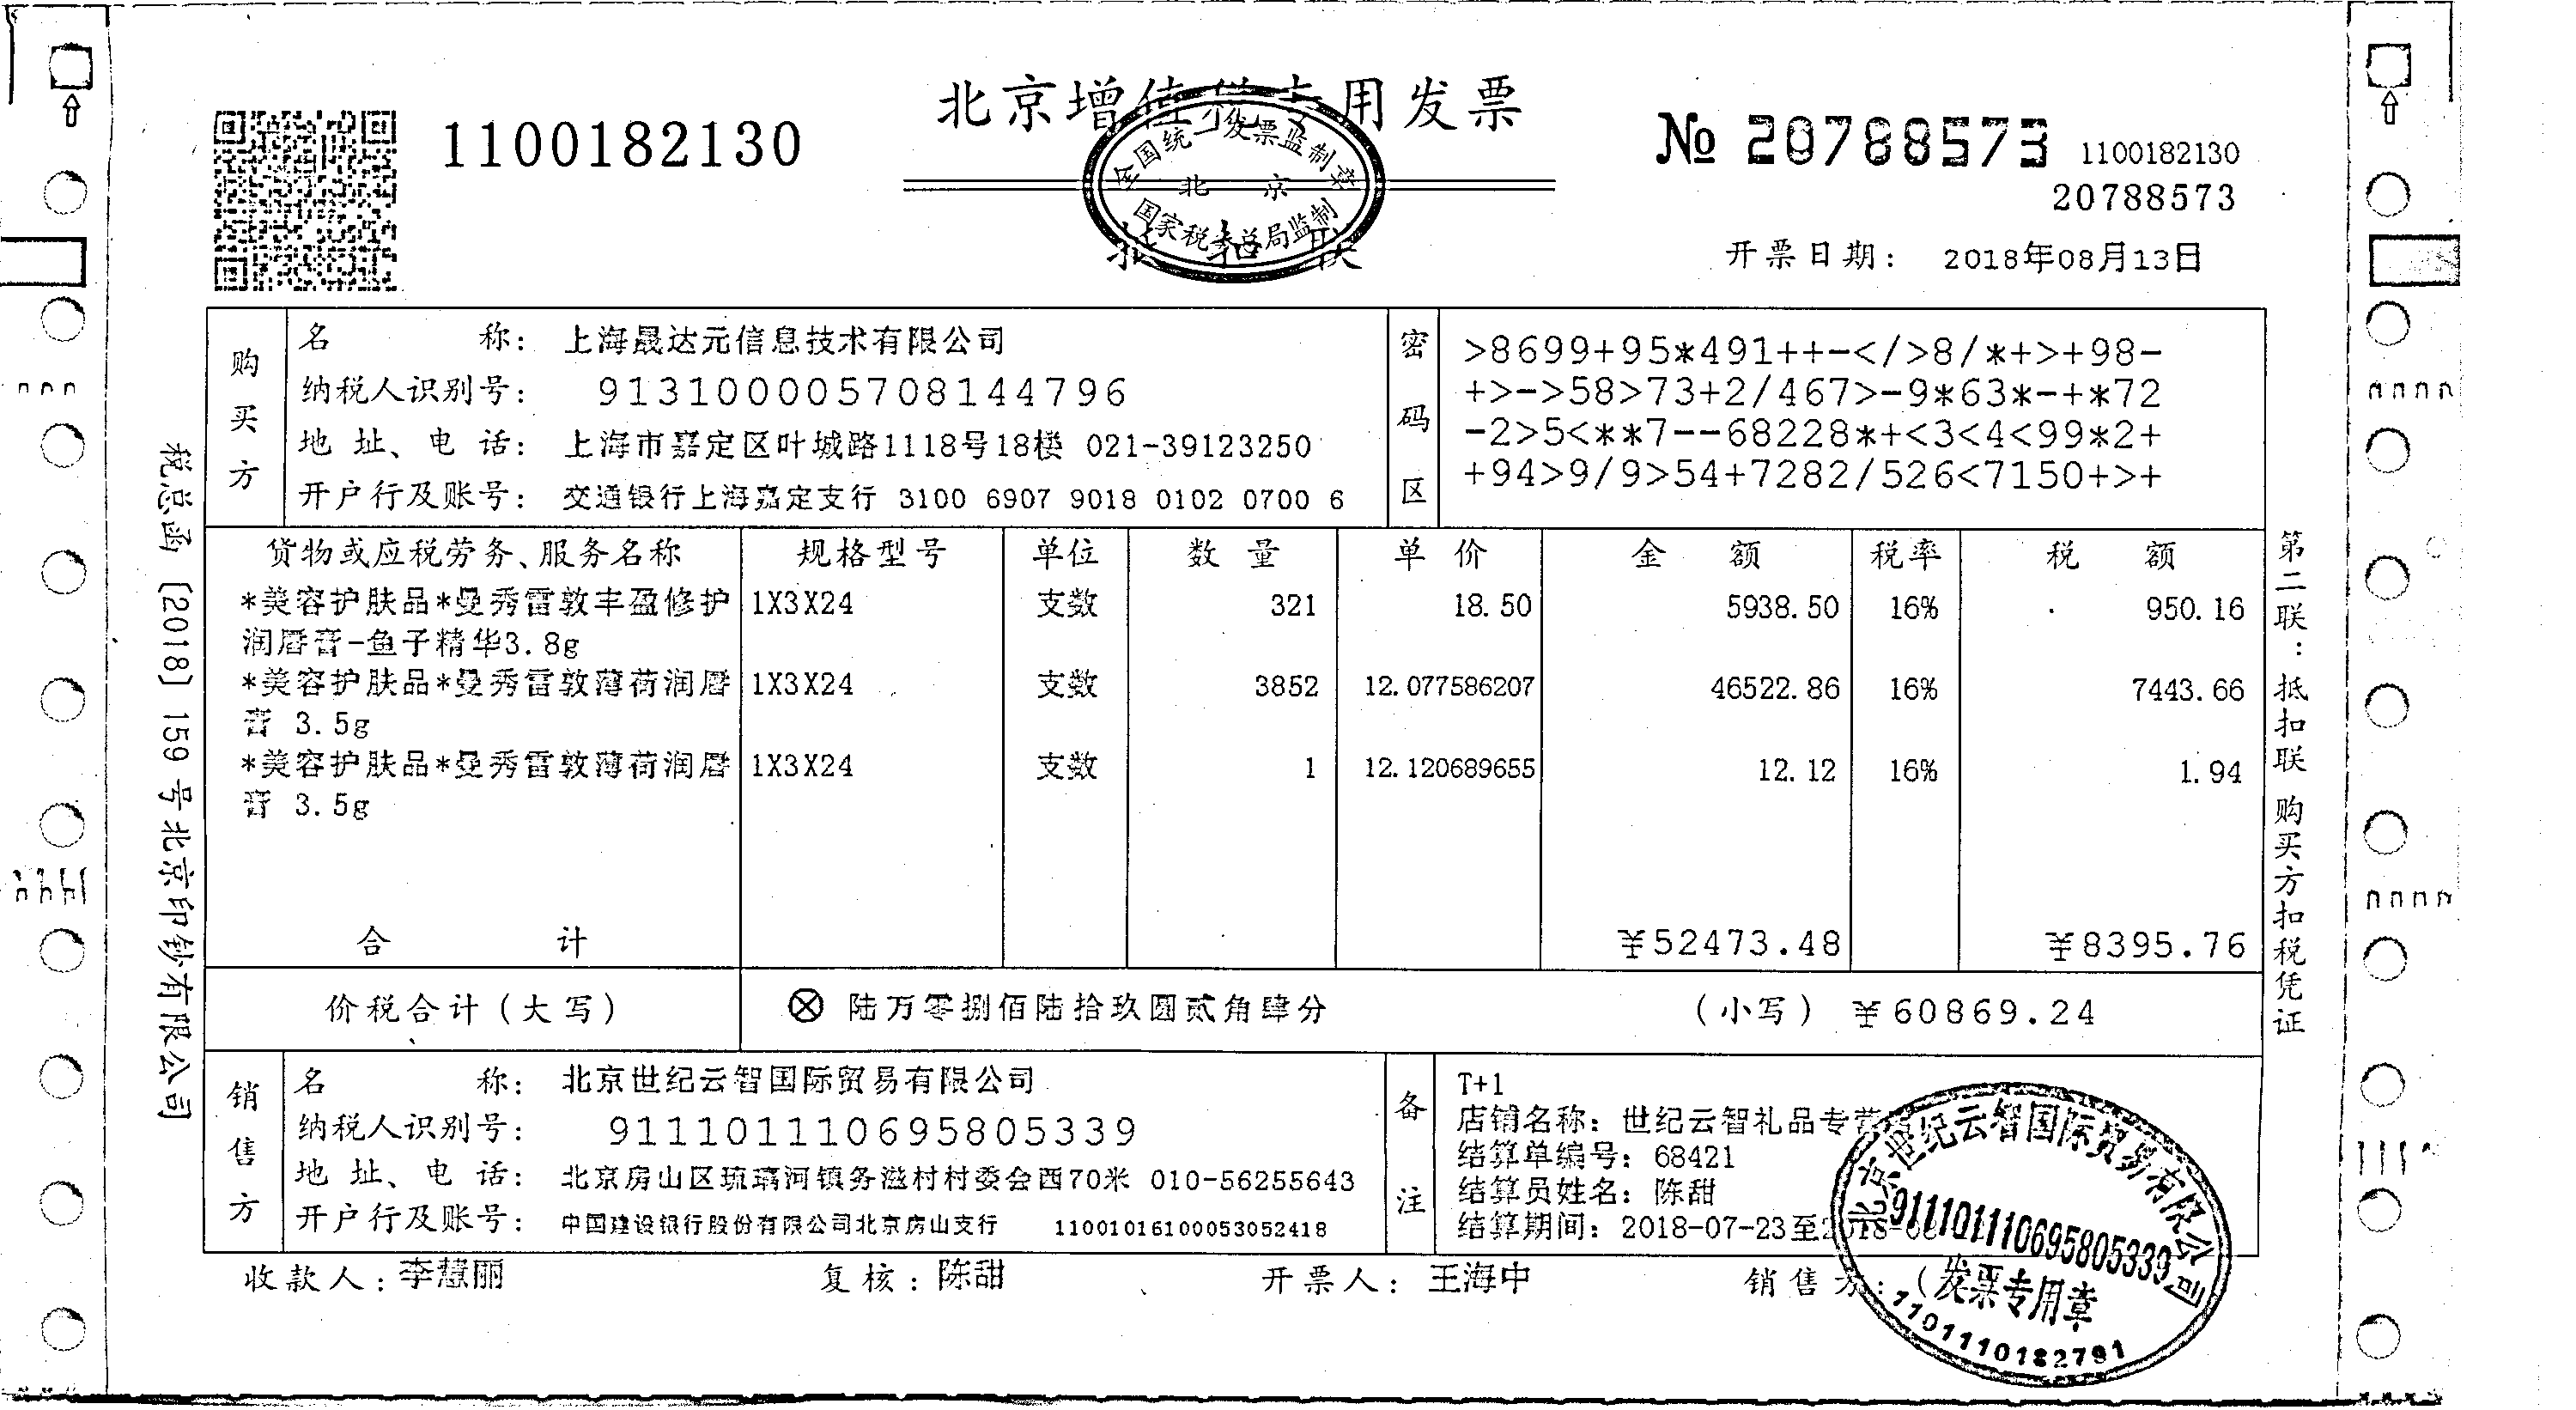 北京增值税专用发票
1100182130
№ 20788573
1100182130
20788573
全国统一发票监制章
北京
国家税务总局监制
抵扣联
开票日期: 2018年08月13日
购买方
名称: 上海晟达元信息技术有限公司
纳税人识别号: 913100005708144796
地址、电话: 上海市嘉定区叶城路1118号18楼 021-39123250
开户行及账号: 交通银行上海嘉定支行 3100 6907 9018 0102 0700 6
密码区
>8699+95*491++-</>8/*+>+98-
+>->58>73+2/467>-9*63*-+*72
-2>5<**7--68228*+<3<4<99*2+
+94>9/9>54+7282/526<7150+>+
货物或应税劳务、服务名称 规格型号 单位 数量 单价 金额 税率 税额
*美容护肤品*曼秀雷敦丰盈修护 1X3X24 支数 321 18.50 5938.50 16% 950.16
润唇膏-鱼子精华3.8g
*美容护肤品*曼秀雷敦薄荷润唇 1X3X24 支数 3852 12.077586207 46522.86 16% 7443.66
膏 3.5g
*美容护肤品*曼秀雷敦薄荷润唇 1X3X24 支数 1 12.120689655 12.12 16% 1.94
膏 3.5g
合计 ¥52473.48 ¥8395.76
价税合计(大写) ⊗ 陆万零捌佰陆拾玖圆贰角肆分 (小写) ¥60869.24
销售方
名称: 北京世纪云智国际贸易有限公司
纳税人识别号: 911101110695805339
地址、电话: 北京房山区琉璃河镇务滋村村委会西70米 010-56255643
开户行及账号: 中国建设银行股份有限公司北京房山支行 11001016100053052418
备注
T+1
店铺名称: 世纪云智礼品专营
结算单编号: 68421
结算员姓名: 陈甜
结算期间: 2018-07-23至2018-
收款人: 李慧丽 复核: 陈甜 开票人: 王海中 销售方: (
北京世纪云智国际贸易有限公司
911101110695805339
发票专用章
1101110182791
税总函〔2018〕159号北京印钞有限公司
第二联: 抵扣联 购买方扣税凭证